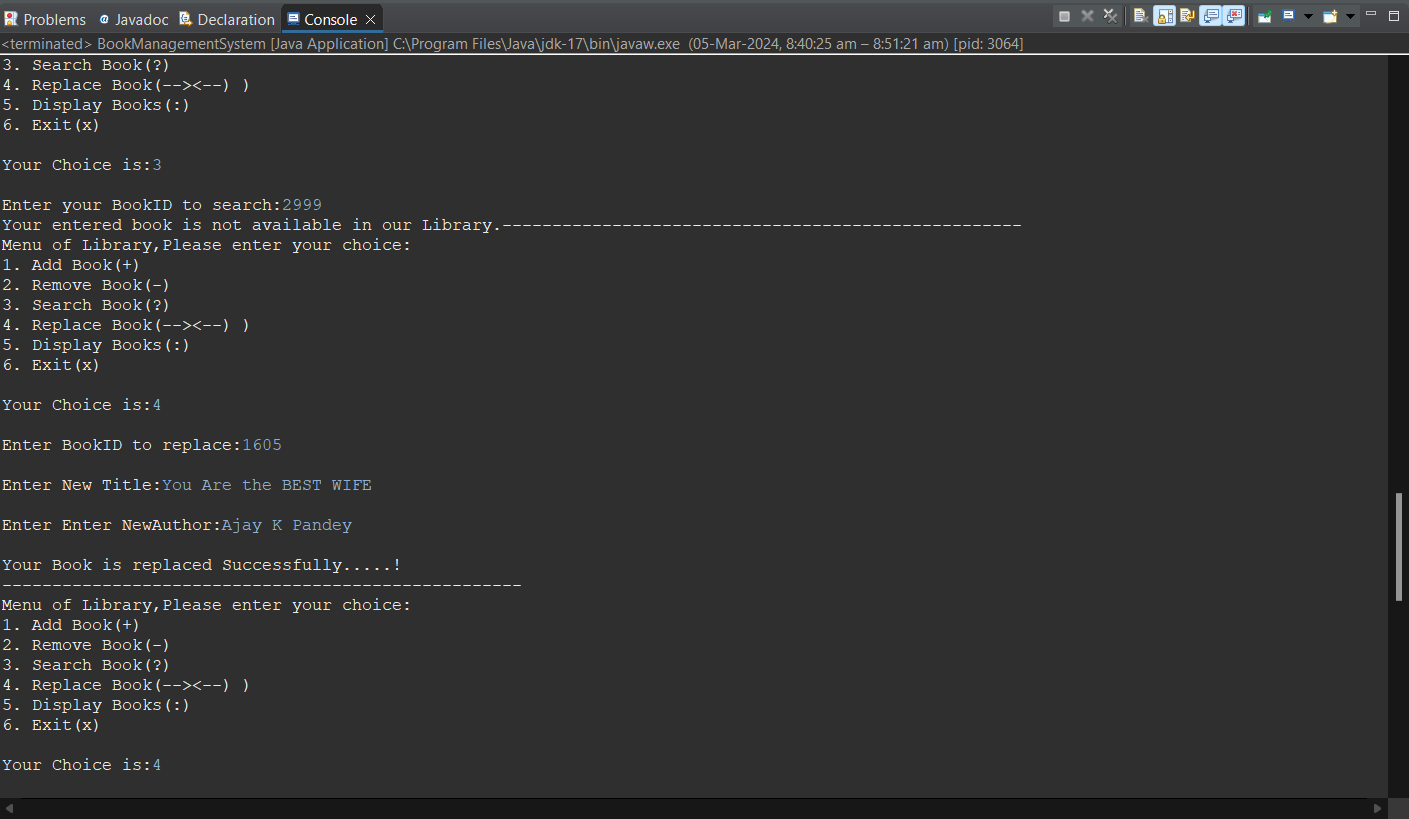 Problems @ Javadoc Declaration Console
<terminated> BookManagementSystem [Java Application] C:\Program Files\Java\jdk-17\bin\javaw.exe (05-Mar-2024, 8:40:25 am – 8:51:21 am) [pid: 3064]
3. Search Book(?)
4. Replace Book(--><--) )
5. Display Books(:)
6. Exit(x)
Your Choice is:3
Enter your BookID to search:2999
Your entered book is not available in our Library.----------------------------------------------------
Menu of Library,Please enter your choice:
1. Add Book(+)
2. Remove Book(-)
3. Search Book(?)
4. Replace Book(--><--) )
5. Display Books(:)
6. Exit(x)
Your Choice is:4
Enter BookID to replace:1605
Enter New Title:You Are the BEST WIFE
Enter Enter NewAuthor:Ajay K Pandey
Your Book is replaced Successfully.....!
----------------------------------------------------
Menu of Library,Please enter your choice:
1. Add Book(+)
2. Remove Book(-)
3. Search Book(?)
4. Replace Book(--><--) )
5. Display Books(:)
6. Exit(x)
Your Choice is:4